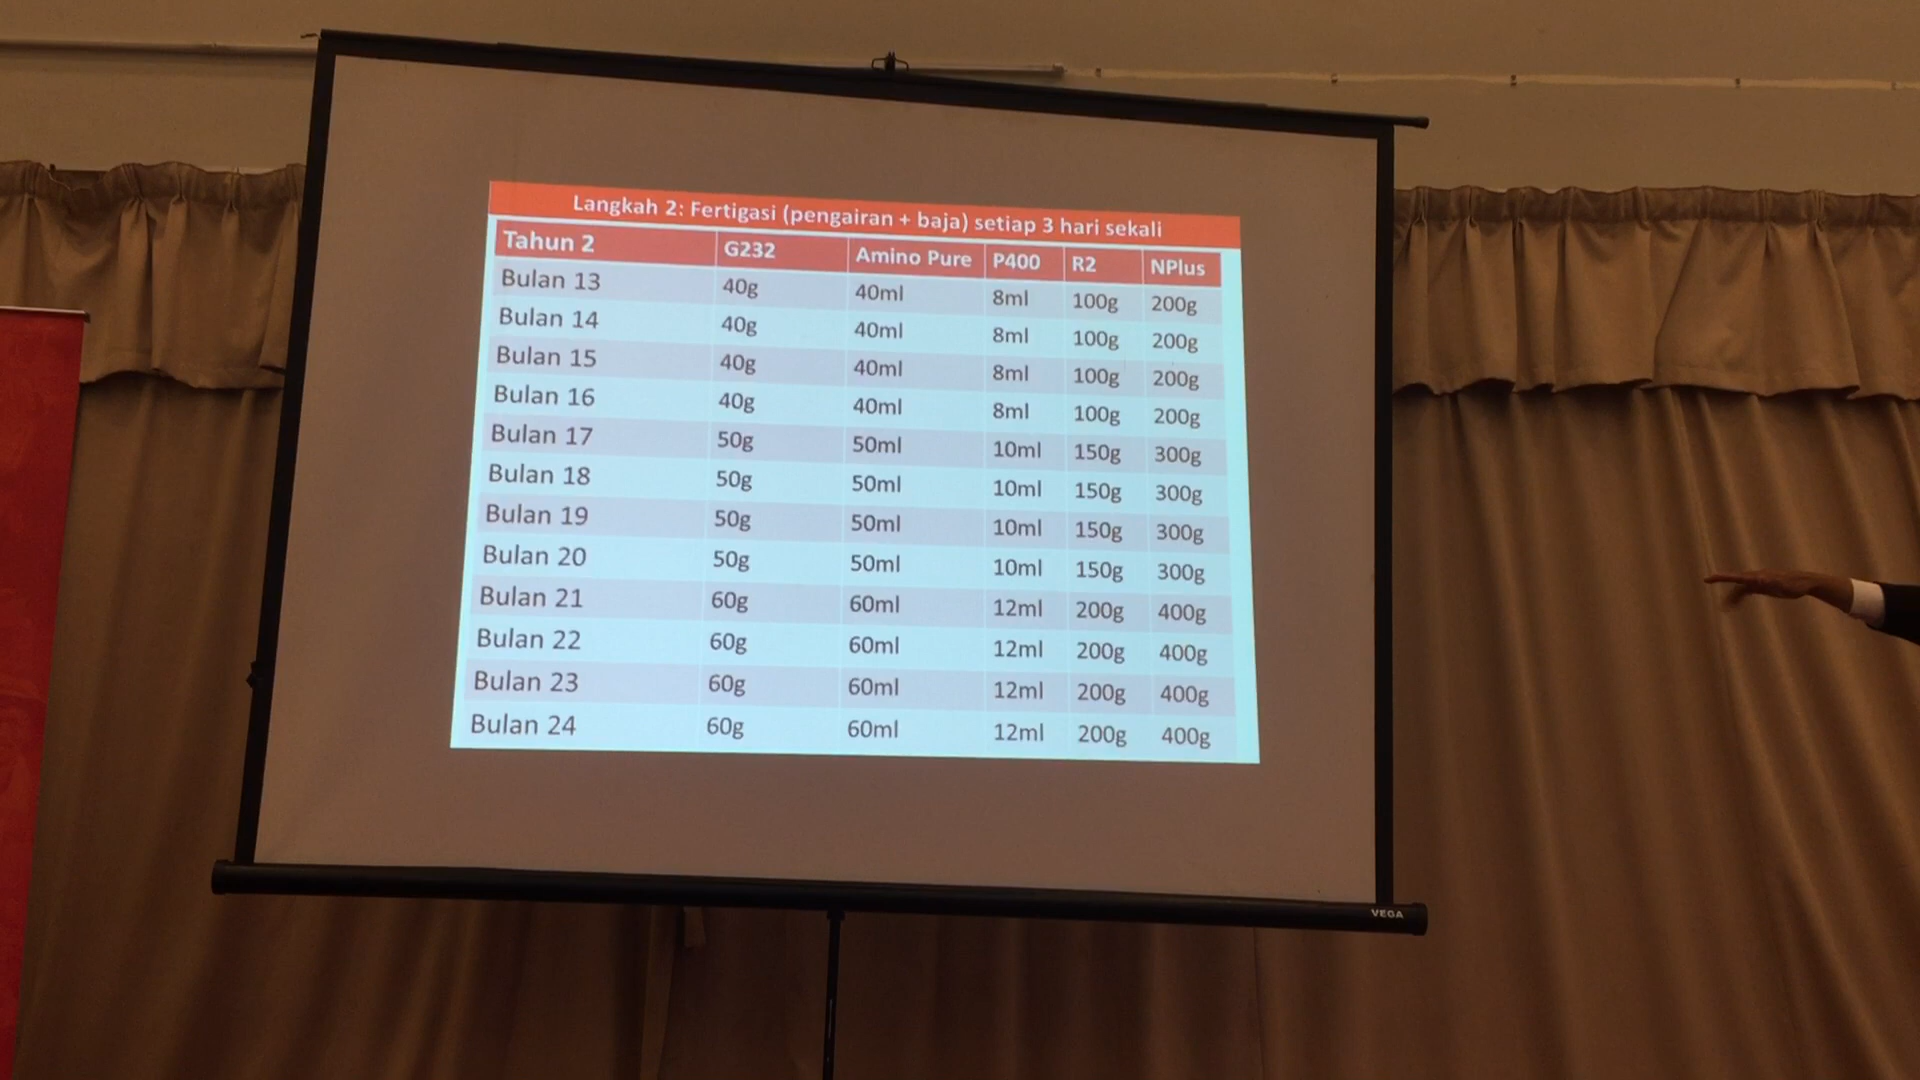 Langkah 2: Fertigasi (pengairan + baja) setiap 3 hari sekali
Tahun 2 G232 Amino Pure P400 R2 NPlus
Bulan 13 40g 40ml 8ml 100g 200g
Bulan 14 40g 40ml 8ml 100g 200g
Bulan 15 40g 40ml 8ml 100g 200g
Bulan 16 40g 40ml 8ml 100g 200g
Bulan 17 50g 50ml 10ml 150g 300g
Bulan 18 50g 50ml 10ml 150g 300g
Bulan 19 50g 50ml 10ml 150g 300g
Bulan 20 50g 50ml 10ml 150g 300g
Bulan 21 60g 60ml 12ml 200g 400g
Bulan 22 60g 60ml 12ml 200g 400g
Bulan 23 60g 60ml 12ml 200g 400g
Bulan 24 60g 60ml 12ml 200g 400g
VEGA